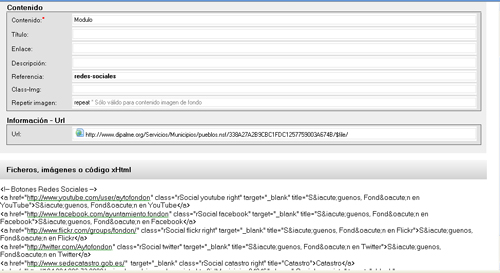 Contenido
Contenido:* Modulo
Título:
Enlace:
Descripción:
Referencia: redes-sociales
Class-Img:
Repetir imagen: repeat * Sólo válido para contenido imagen de fondo
Información - Url
Url: http://www.dipalme.org/Servicios/Municipios/pueblos.nsf/338A27A2B9CBC1FDC1257759003A674B/$file/
Ficheros, imágenes o código xHtml
<!-- Botones Redes Sociales -->
<a href="http://www.youtube.com/user/aytofondon" class="rSocial youtube right" target="_blank" title="S&iacute;guenos, Fond&oacute;n en
YouTube">S&iacute;guenos, Fond&oacute;n en YouTube</a>
<a href="http://www.facebook.com/ayuntamiento.fondon" class="rSocial facebook" target="_blank" title="S&iacute;guenos, Fond&oacute;n en
Facebook">S&iacute;guenos, Fond&oacute;n en Facebook</a>
<a href="http://www.flickr.com/groups/fondon/" class="rSocial flickr right" target="_blank" title="S&iacute;guenos, Fond&oacute;n en Flickr">S&iacute;guenos,
Fond&oacute;n en Flickr</a>
<a href="http://twitter.com/Aytofondon" class="rSocial twitter" target="_blank" title="S&iacute;guenos, Fond&oacute;n en Twitter">S&iacute;guenos,
Fond&oacute;n en Twitter</a>
<a href="http://www.sedecatastro.gob.es/" target="_blank" class="rSocial catastro right" title="Catastro">Catastro</a>